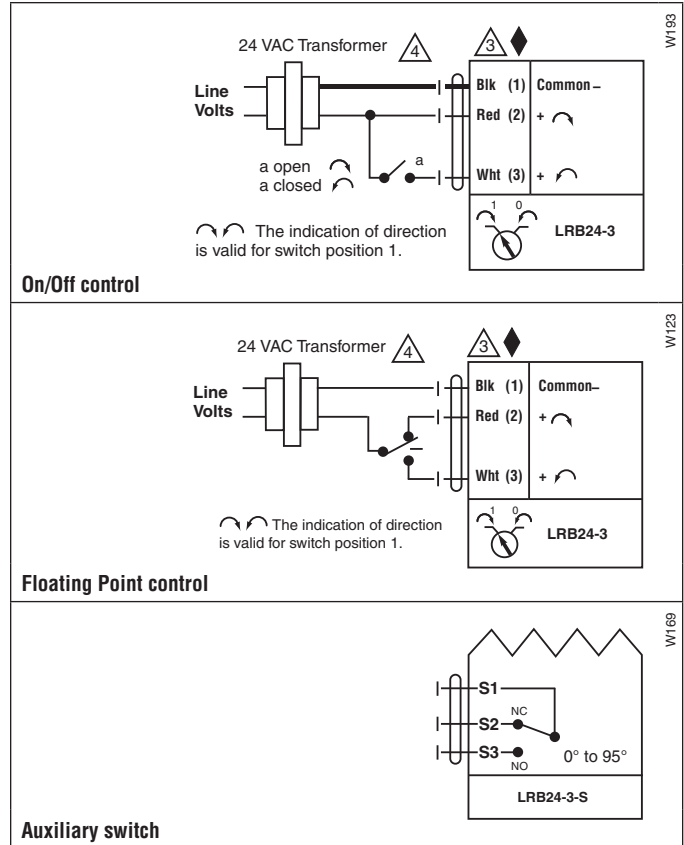 W193
24 VAC Transformer 4 3
Line
Volts
Blk (1) Common –
Red (2) +
a
Wht (3) +
a open
a closed
The indication of direction
is valid for switch position 1.
1 0
LRB24-3
On/Off control
W123
24 VAC Transformer 4 3
Line
Volts
Blk (1) Common–
Red (2) +
Wht (3) +
The indication of direction
is valid for switch position 1.
1 0
LRB24-3
Floating Point control
W169
S1
S2 NC
S3 NO
0° to 95°
LRB24-3-S
Auxiliary switch